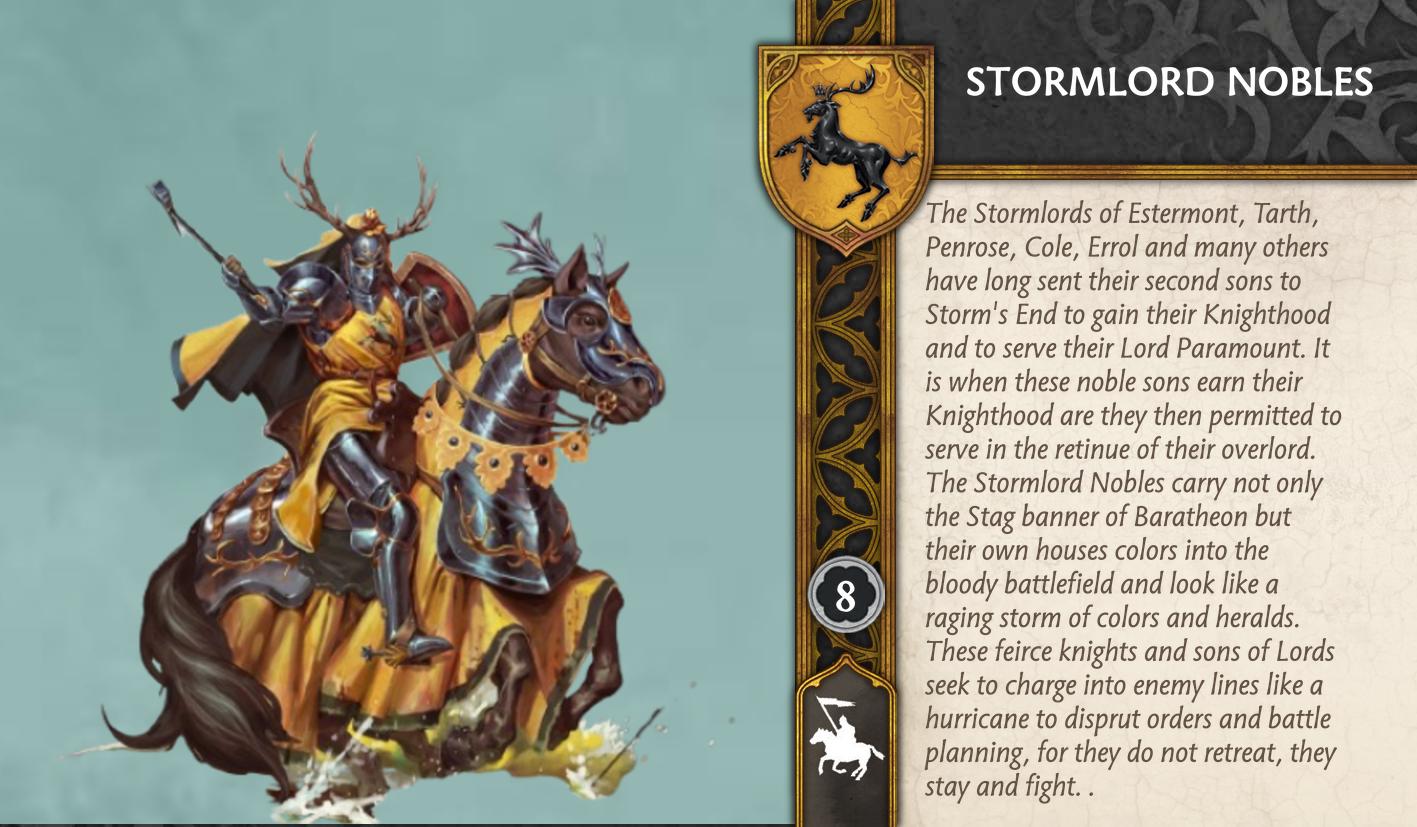 STORMLORD NOBLES
The Stormlords of Estermont, Tarth,
Penrose, Cole, Errol and many others
have long sent their second sons to
Storm's End to gain their Knighthood
and to serve their Lord Paramount. It
is when these noble sons earn their
Knighthood are they then permitted to
serve in the retinue of their overlord.
The Stormlord Nobles carry not only
the Stag banner of Baratheon but
their own houses colors into the
bloody battlefield and look like a
raging storm of colors and heralds.
These feirce knights and sons of Lords
seek to charge into enemy lines like a
hurricane to disprut orders and battle
planning, for they do not retreat, they
stay and fight. .
8